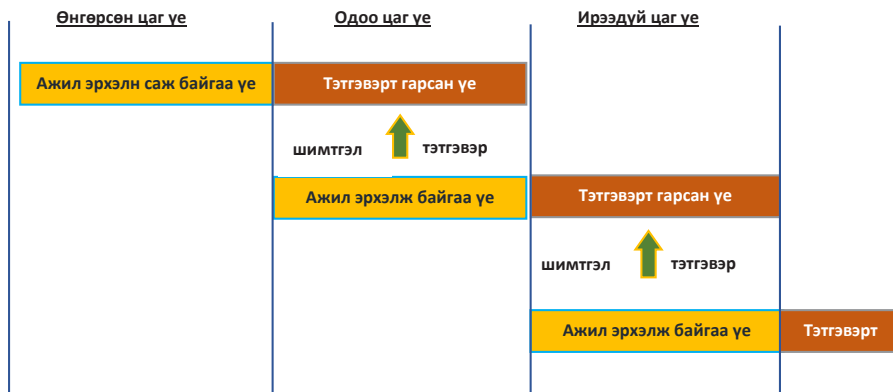 Өнгөрсөн цаг үе Одоо цаг үе Ирээдүй цаг үе
Ажил эрхэлн саж байгаа үе Тэтгэвэрт гарсан үе
шимтгэл тэтгэвэр
Ажил эрхэлж байгаа үе Тэтгэвэрт гарсан үе
шимтгэл тэтгэвэр
Ажил эрхэлж байгаа үе Тэтгэвэрт